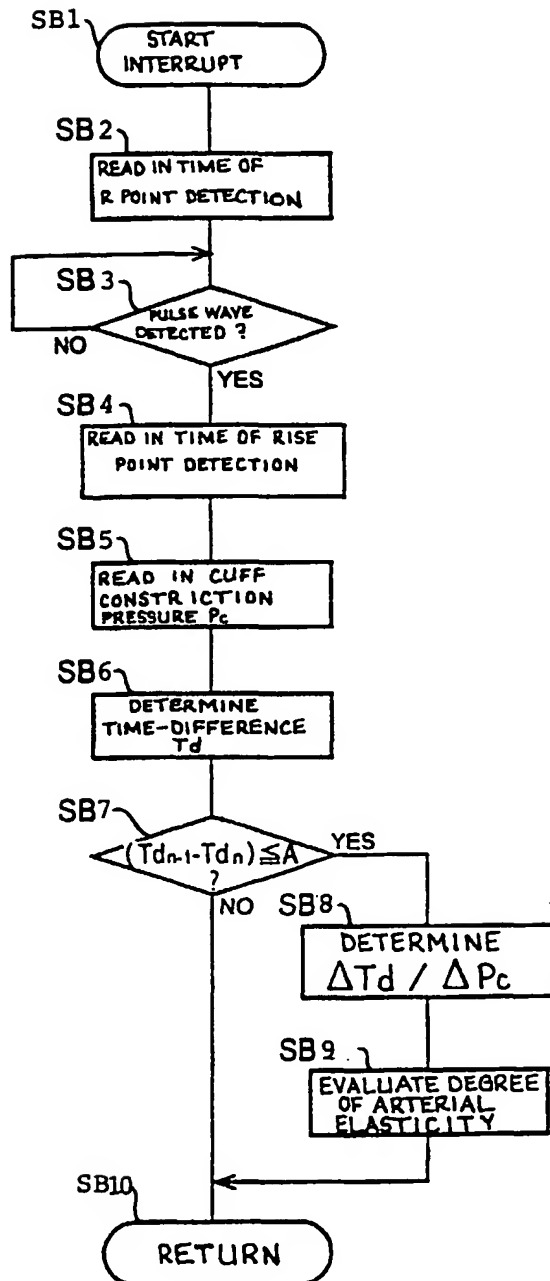 SB1
START
INTERRUPT
SB2
READ IN TIME OF
R POINT DETECTION
SB3
PULSE WAVE
DETECTED ?
NO
YES
SB4
READ IN TIME OF RISE
POINT DETECTION
SB5
READ IN CUFF
CONSTRICTION
PRESSURE Pc
SB6
DETERMINE
TIME-DIFFERENCE
Td
SB7
(Tdn-1-Tdn)≦A
?
YES
NO
SB8
DETERMINE
ΔTd / ΔPc
SB9
EVALUATE DEGREE
OF ARTERIAL
ELASTICITY
SB10
RETURN